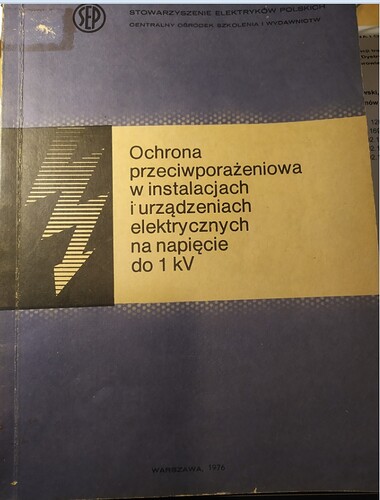 SEP
STOWARZYSZENIE ELEKTRYKÓW POLSKICH
CENTRALNY OŚRODEK SZKOLENIA I WYDAWNICTW
Ochrona
przeciwporażeniowa
w instalacjach
i urządzeniach
elektrycznych
na napięcie
do 1 kV
WARSZAWA, 1976